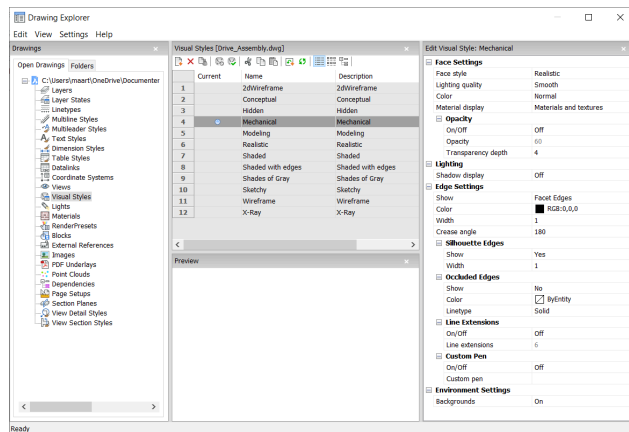 Drawing Explorer
Edit View Settings Help
Drawings
Open Drawings Folders
C:\Users\maart\OneDrive\Documenter
Layers
Layer States
Linetypes
Multiline Styles
Multileader Styles
Text Styles
Dimension Styles
Table Styles
Datalinks
Coordinate Systems
Views
Visual Styles
Lights
Materials
RenderPresets
Blocks
External References
Images
PDF Underlays
Point Clouds
Dependencies
Page Setups
Section Planes
View Detail Styles
View Section Styles
Visual Styles [Drive_Assembly.dwg]
Current Name Description
1 2dWireframe 2dWireframe
2 Conceptual Conceptual
3 Hidden Hidden
4 Mechanical Mechanical
5 Modeling Modeling
6 Realistic Realistic
7 Shaded Shaded
8 Shaded with edges Shaded with edges
9 Shades of Gray Shades of Gray
10 Sketchy Sketchy
11 Wireframe Wireframe
12 X-Ray X-Ray
Preview
Edit Visual Style: Mechanical
Face Settings
Face style Realistic
Lighting quality Smooth
Color Normal
Material display Materials and textures
Opacity
On/Off Off
Opacity 60
Transparency depth 4
Lighting
Shadow display Off
Edge Settings
Show Facet Edges
Color RGB:0,0,0
Width 1
Crease angle 180
Silhouette Edges
Show Yes
Width 1
Occluded Edges
Show No
Color ByEntity
Linetype Solid
Line Extensions
On/Off Off
Line extensions 6
Custom Pen
On/Off Off
Custom pen
Environment Settings
Backgrounds On
Ready